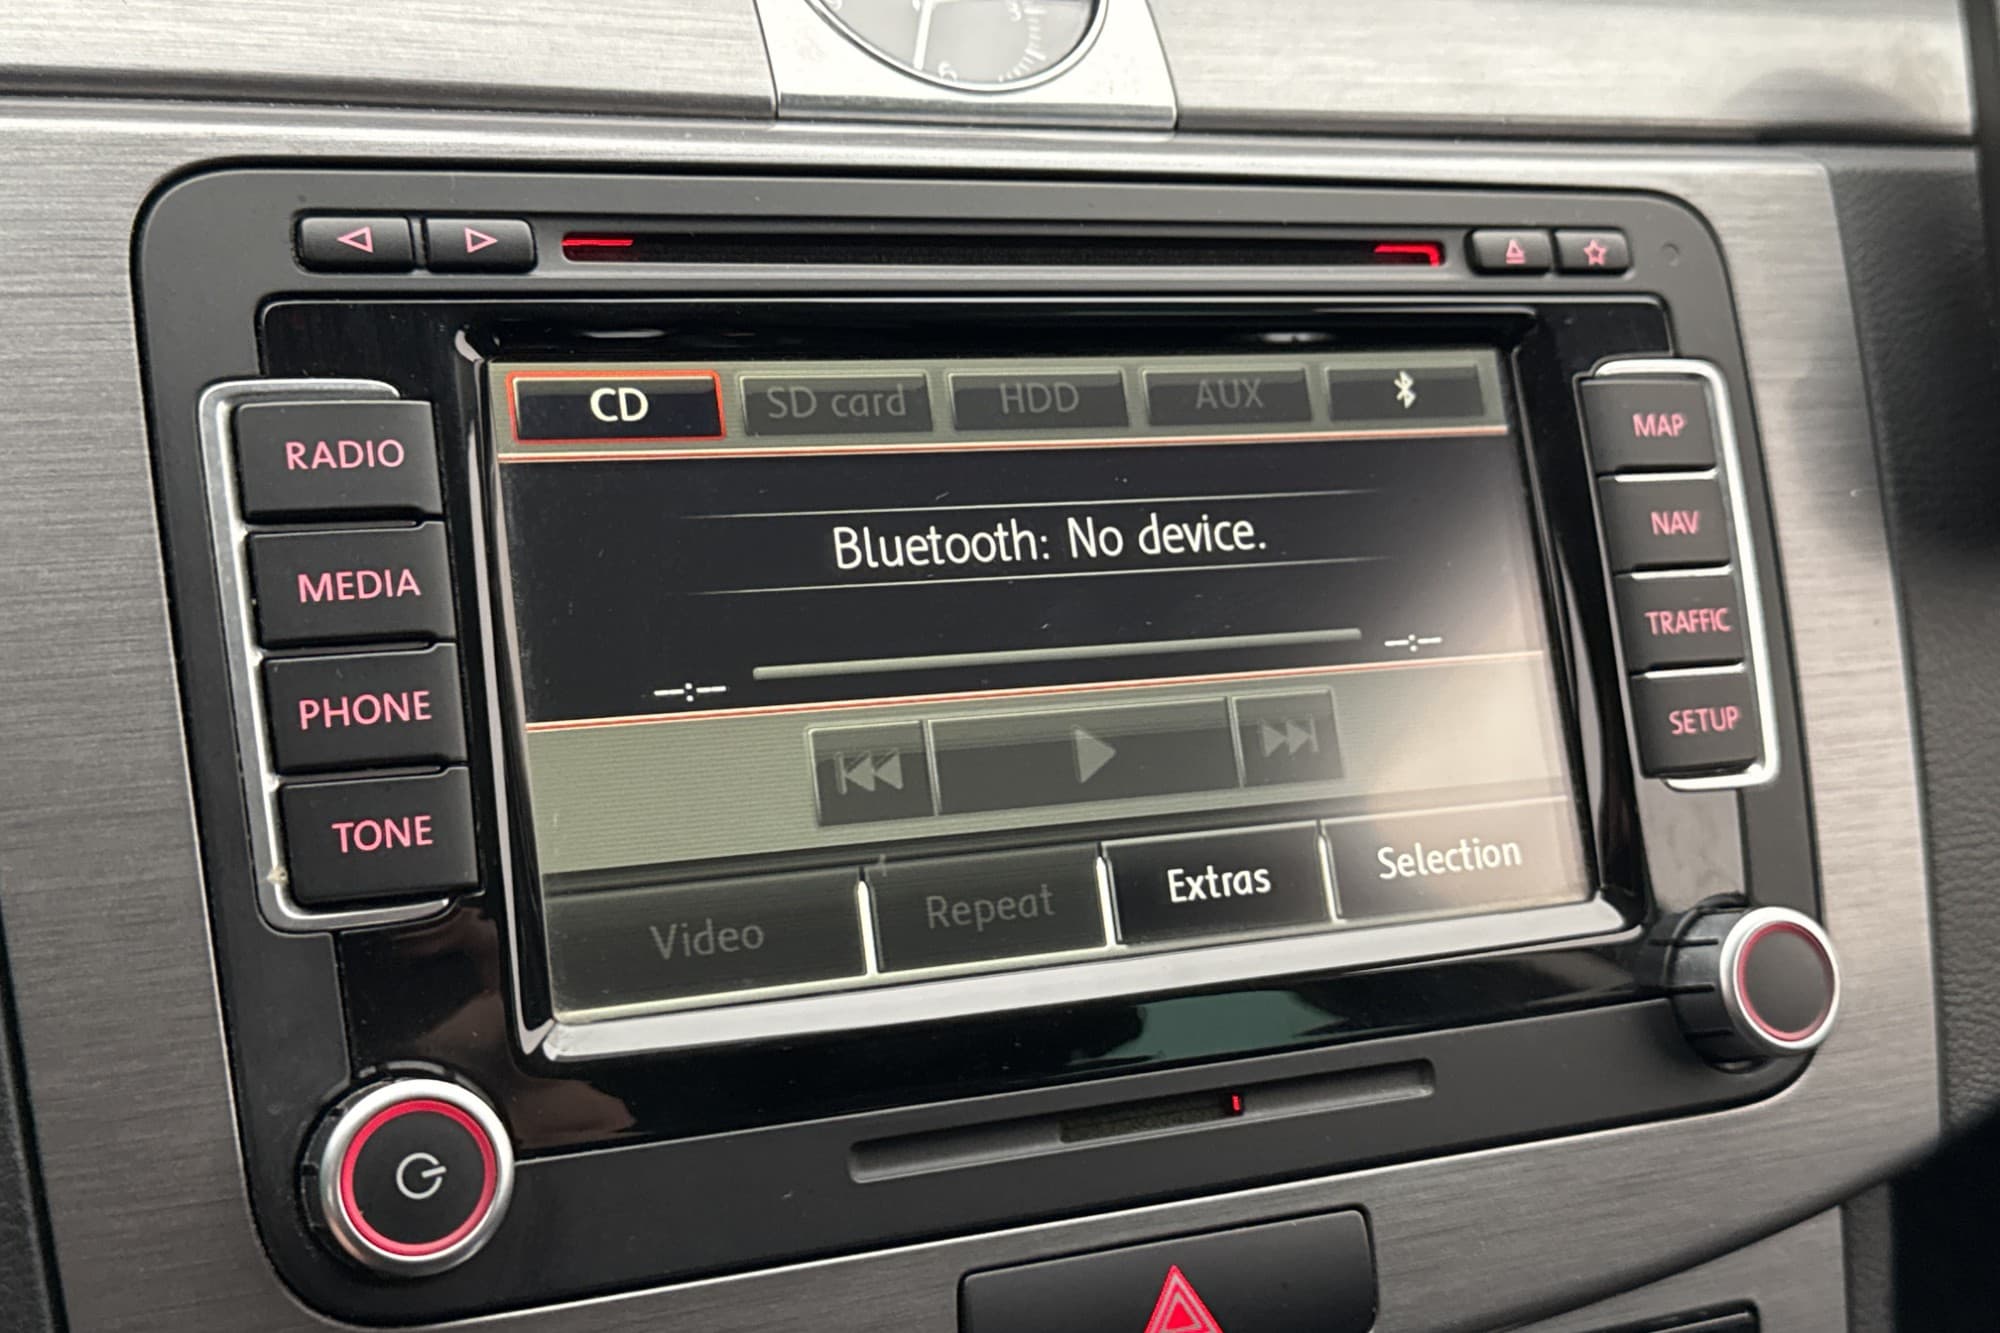 CD SD card HDD AUX
Bluetooth: No device.
--:-- --:--
Video Repeat Extras Selection
RADIO
MEDIA
PHONE
TONE
MAP
NAV
TRAFFIC
SETUP